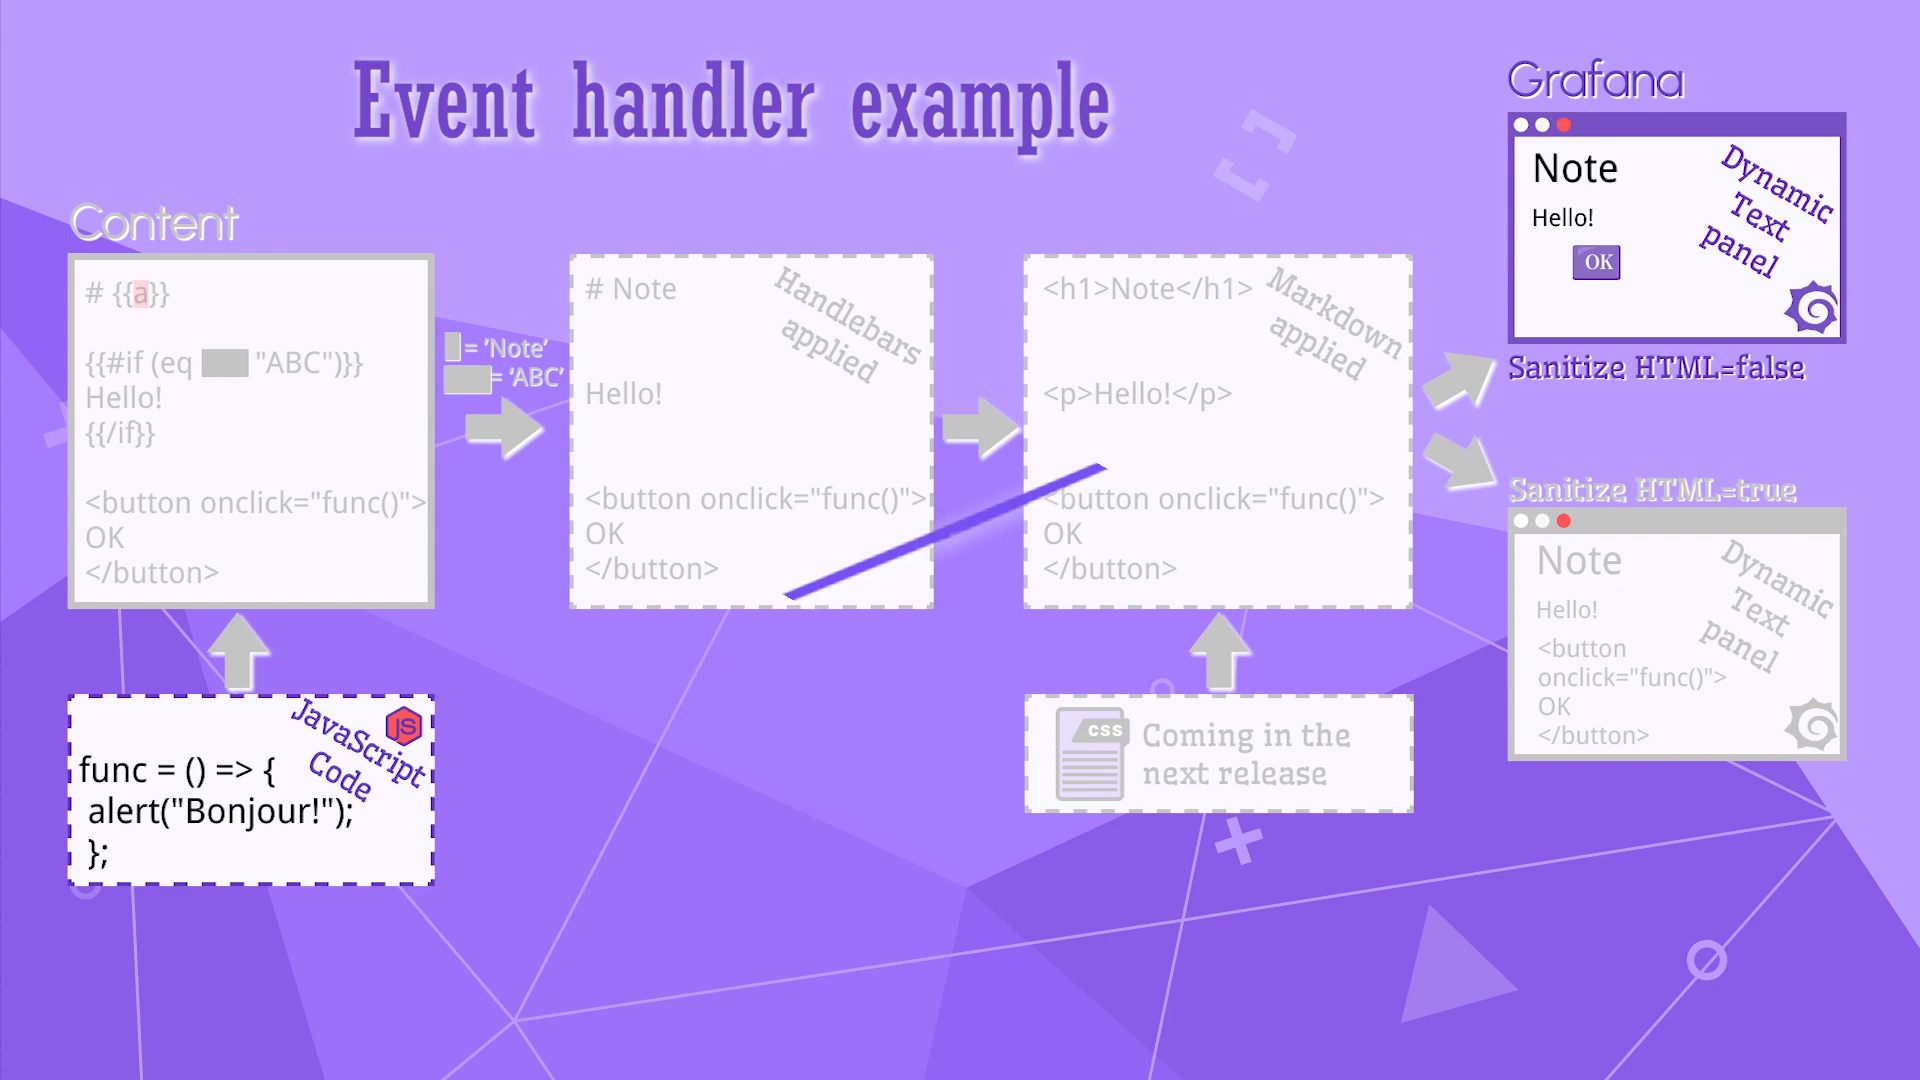 Event handler example
Content
# {{a}}
{{#if (eq "ABC")}}
Hello!
{{/if}}
<button onclick="func()">
OK
</button>
= 'Note'
= 'ABC'
# Note
Handlebars
applied
Hello!
<button onclick="func()">
OK
</button>
<h1>Note</h1>
Markdown
applied
<p>Hello!</p>
<button onclick="func()">
OK
</button>
JavaScript
Code
JS
func = () => {
alert("Bonjour!");
};
CSS
Coming in the
next release
Grafana
Note
Hello!
OK
Dynamic
Text
panel
Sanitize HTML=false
Sanitize HTML=true
Note
Hello!
<button
onclick="func()">
OK
</button>
Dynamic
Text
panel